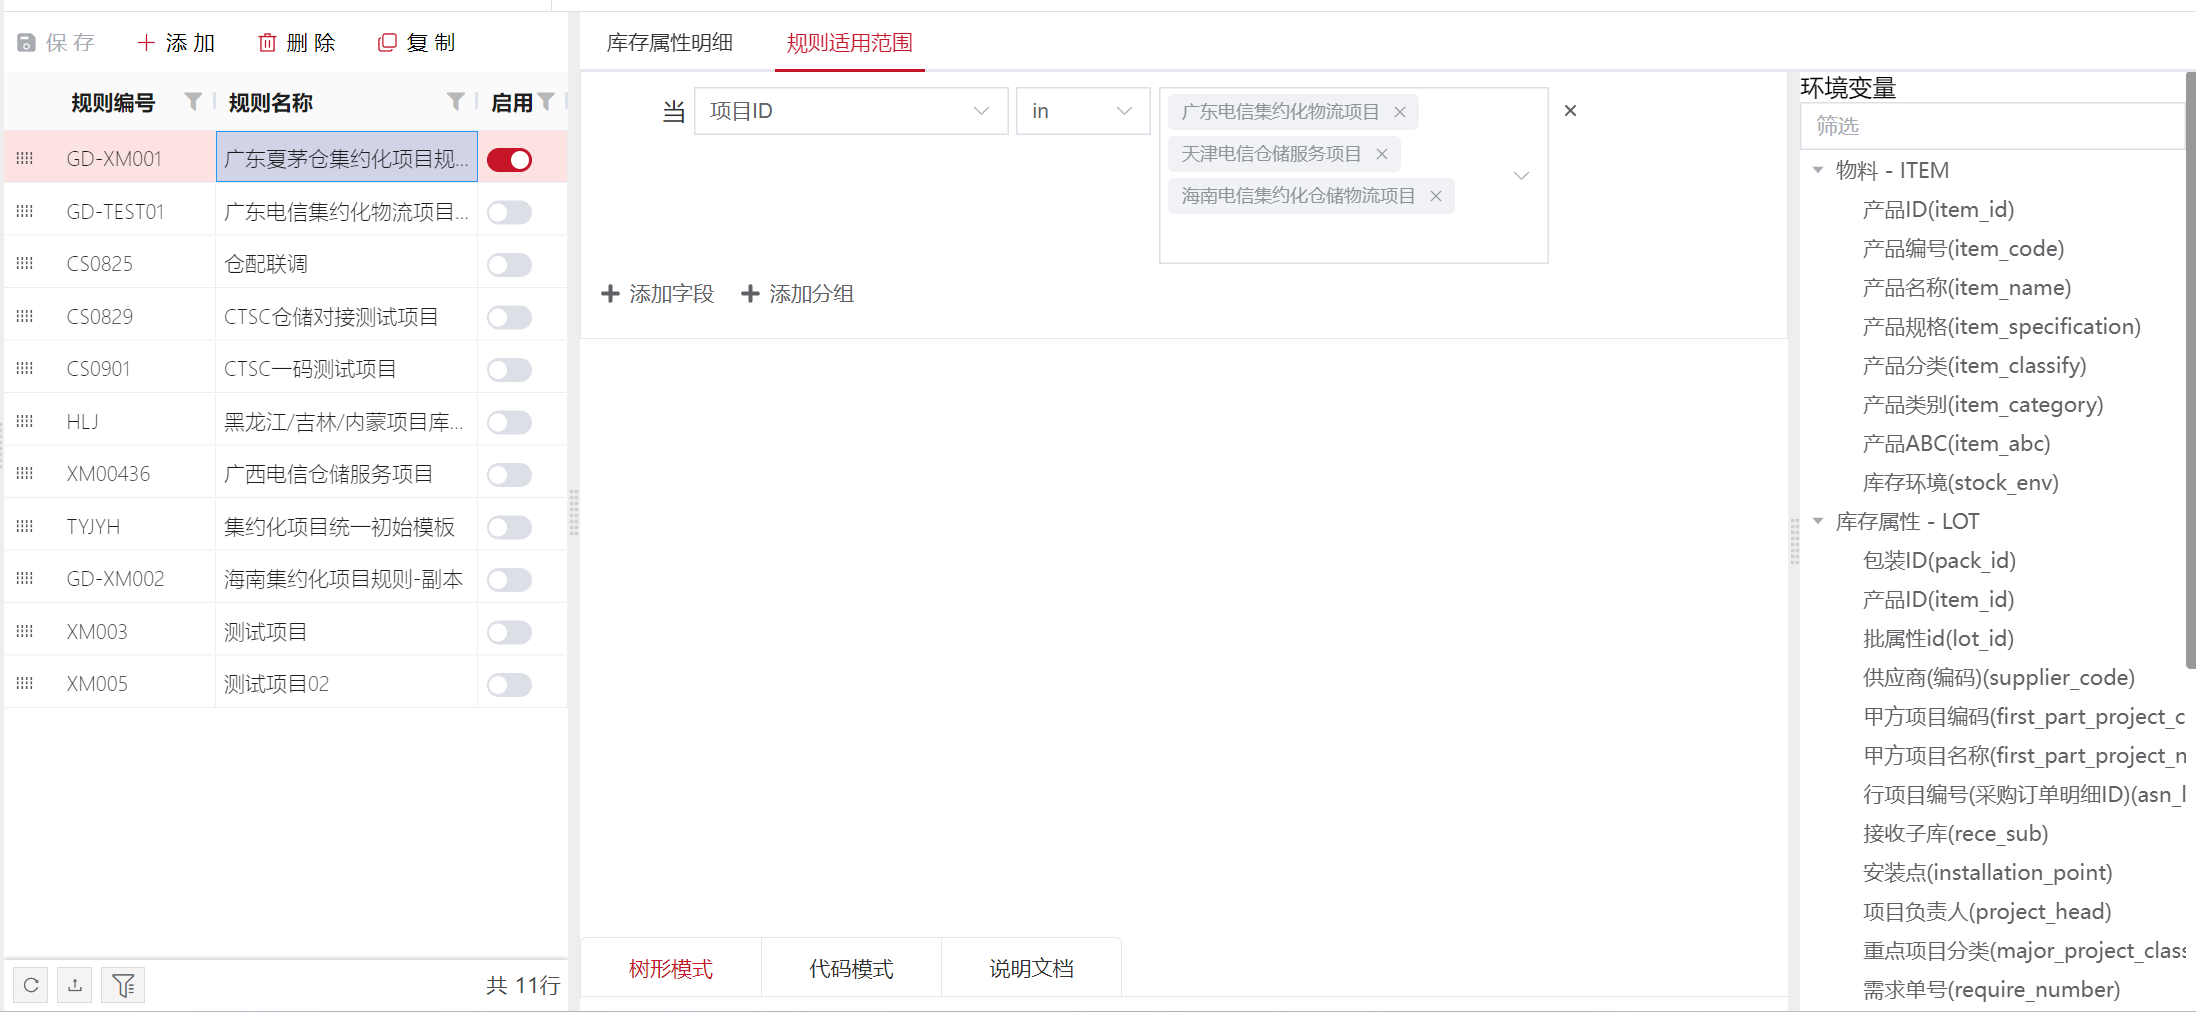 保存 添加 删除 复制
规则编号 规则名称 启用
GD-XM001 广东夏茅仓集约化项目规...
GD-TEST01 广东电信集约化物流项目...
CS0825 仓配联调
CS0829 CTSC仓储对接测试项目
CS0901 CTSC一码测试项目
HLJ 黑龙江/吉林/内蒙项目库...
XM00436 广西电信仓储服务项目
TYJYH 集约化项目统一初始模板
GD-XM002 海南集约化项目规则-副本
XM003 测试项目
XM005 测试项目02
共 11行
库存属性明细 规则适用范围
当 项目ID in 广东电信集约化物流项目
天津电信仓储服务项目
海南电信集约化仓储物流项目
添加字段 添加分组
树形模式 代码模式 说明文档
环境变量
筛选
物料 - ITEM
产品ID(item_id)
产品编号(item_code)
产品名称(item_name)
产品规格(item_specification)
产品分类(item_classify)
产品类别(item_category)
产品ABC(item_abc)
库存环境(stock_env)
库存属性 - LOT
包装ID(pack_id)
产品ID(item_id)
批属性id(lot_id)
供应商(编码)(supplier_code)
甲方项目编码(first_part_project_c
甲方项目名称(first_part_project_n
行项目编号(采购订单明细ID)(asn_l
接收子库(rece_sub)
安装点(installation_point)
项目负责人(project_head)
重点项目分类(major_project_class
需求单号(require_number)